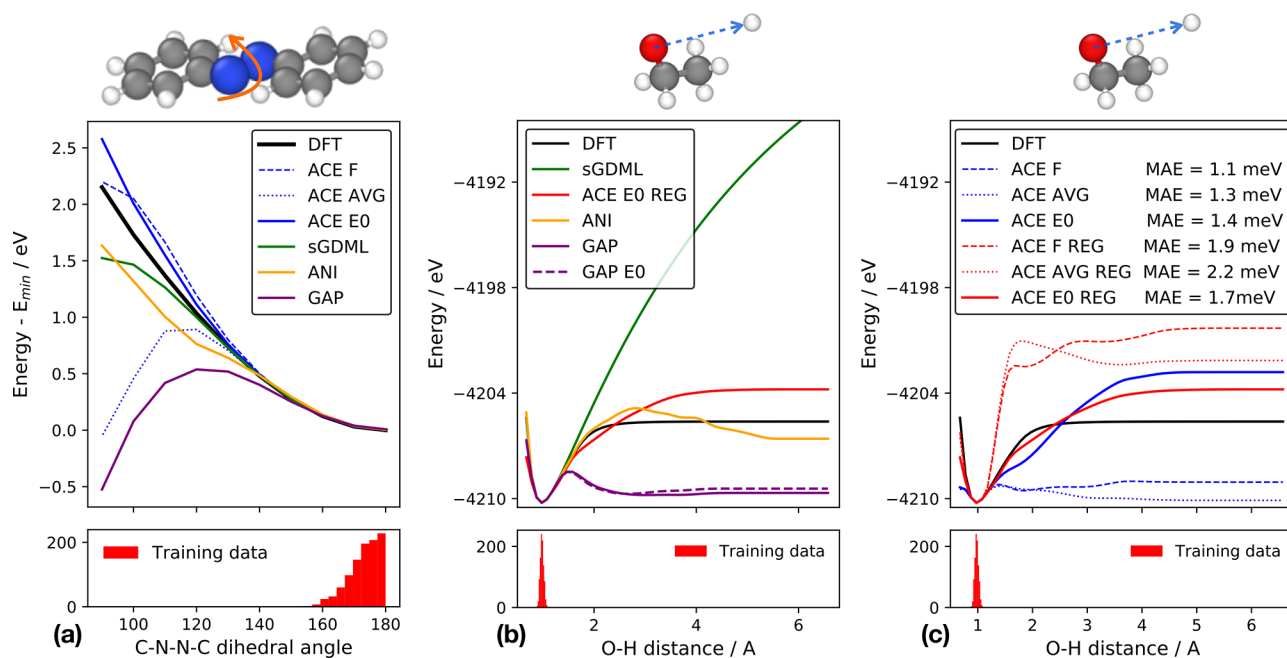 Energy - E_min / eV
2.5
2.0
1.5
1.0
0.5
0.0
−0.5
DFT
ACE F
ACE AVG
ACE E0
sGDML
ANI
GAP
200
0
Training data
100
120
140
160
180
(a)
C-N-N-C dihedral angle
Energy / eV
−4192
−4198
−4204
−4210
DFT
sGDML
ACE E0 REG
ANI
GAP
GAP E0
200
0
Training data
2
4
6
(b)
O-H distance / A
Energy / eV
−4192
−4198
−4204
−4210
DFT
ACE F MAE = 1.1 meV
ACE AVG MAE = 1.3 meV
ACE E0 MAE = 1.4 meV
ACE F REG MAE = 1.9 meV
ACE AVG REG MAE = 2.2 meV
ACE E0 REG MAE = 1.7meV
200
0
Training data
1
2
3
4
5
6
(c)
O-H distance / A